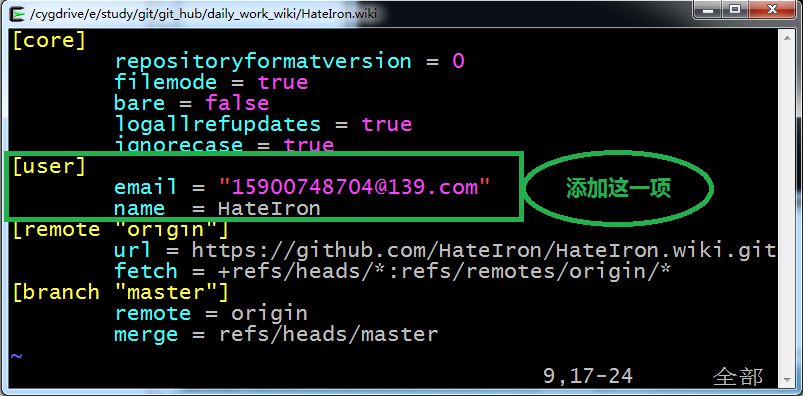 /cygdrive/e/study/git/git_hub/daily_work_wiki/HateIron.wiki
[core]
repositoryformatversion = 0
filemode = true
bare = false
logallrefupdates = true
ignorecase = true
[user]
email = "15900748704@139.com"
name = HateIron
添加这一项
[remote "origin"]
url = https://github.com/HateIron/HateIron.wiki.git
fetch = +refs/heads/*:refs/remotes/origin/*
[branch "master"]
remote = origin
merge = refs/heads/master
~
9,17-24 全部